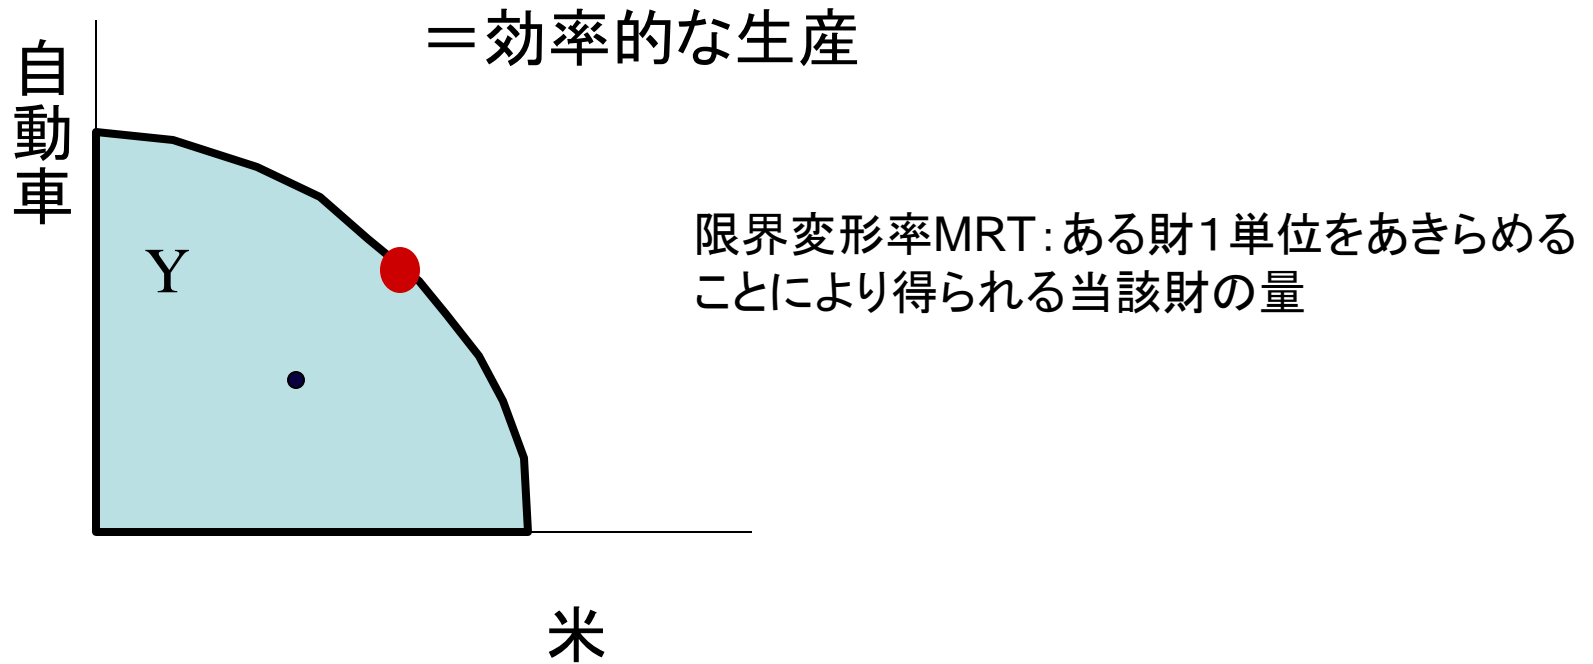 ＝効率的な生産
自動車
Y
限界変形率MRT：ある財１単位をあきらめる
ことにより得られる当該財の量
米